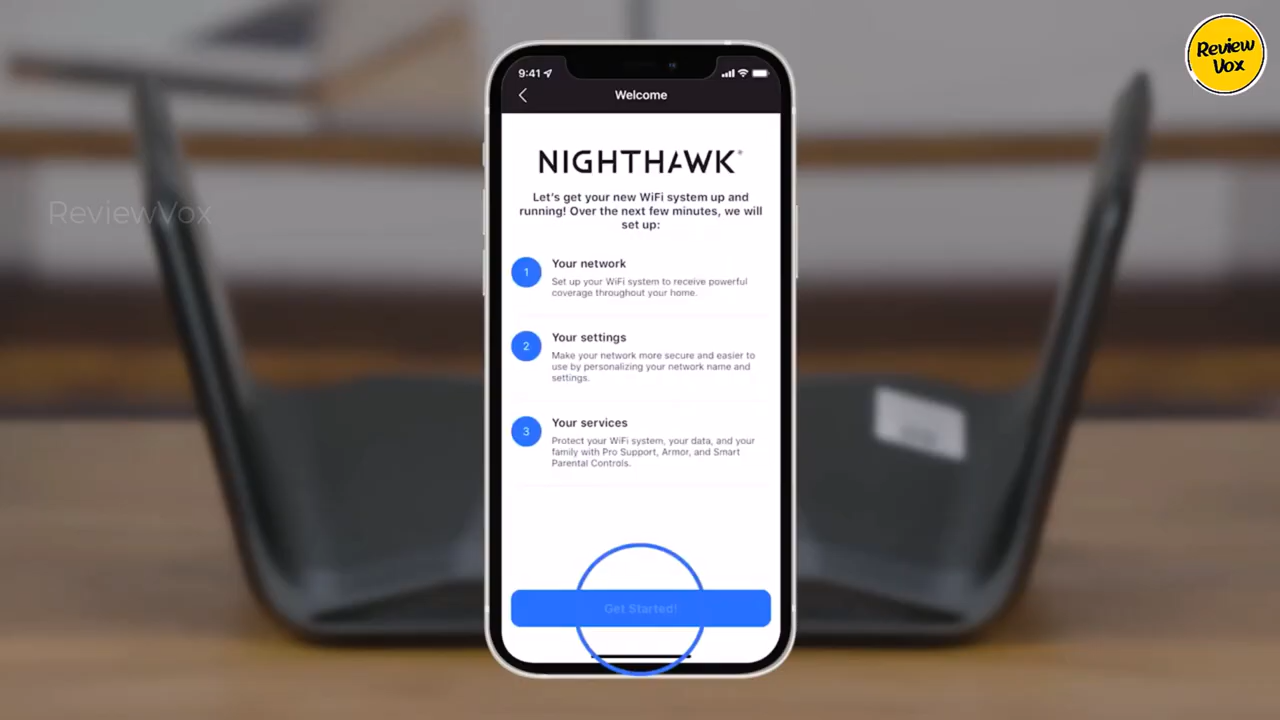 Review
Vox
9:41
Welcome
NIGHTHAWK®
Let's get your new WiFi system up and
running! Over the next few minutes, we will
set up:
ReviewVox
1
Your network
Set up your WiFi system to receive powerful
coverage throughout your home.
2
Your settings
Make your network more secure and easier to
use by personalizing your network name and
settings.
3
Your services
Protect your WiFi system, your data, and your
family with Pro Support, Armor, and Smart
Parental Controls.
Get Started!